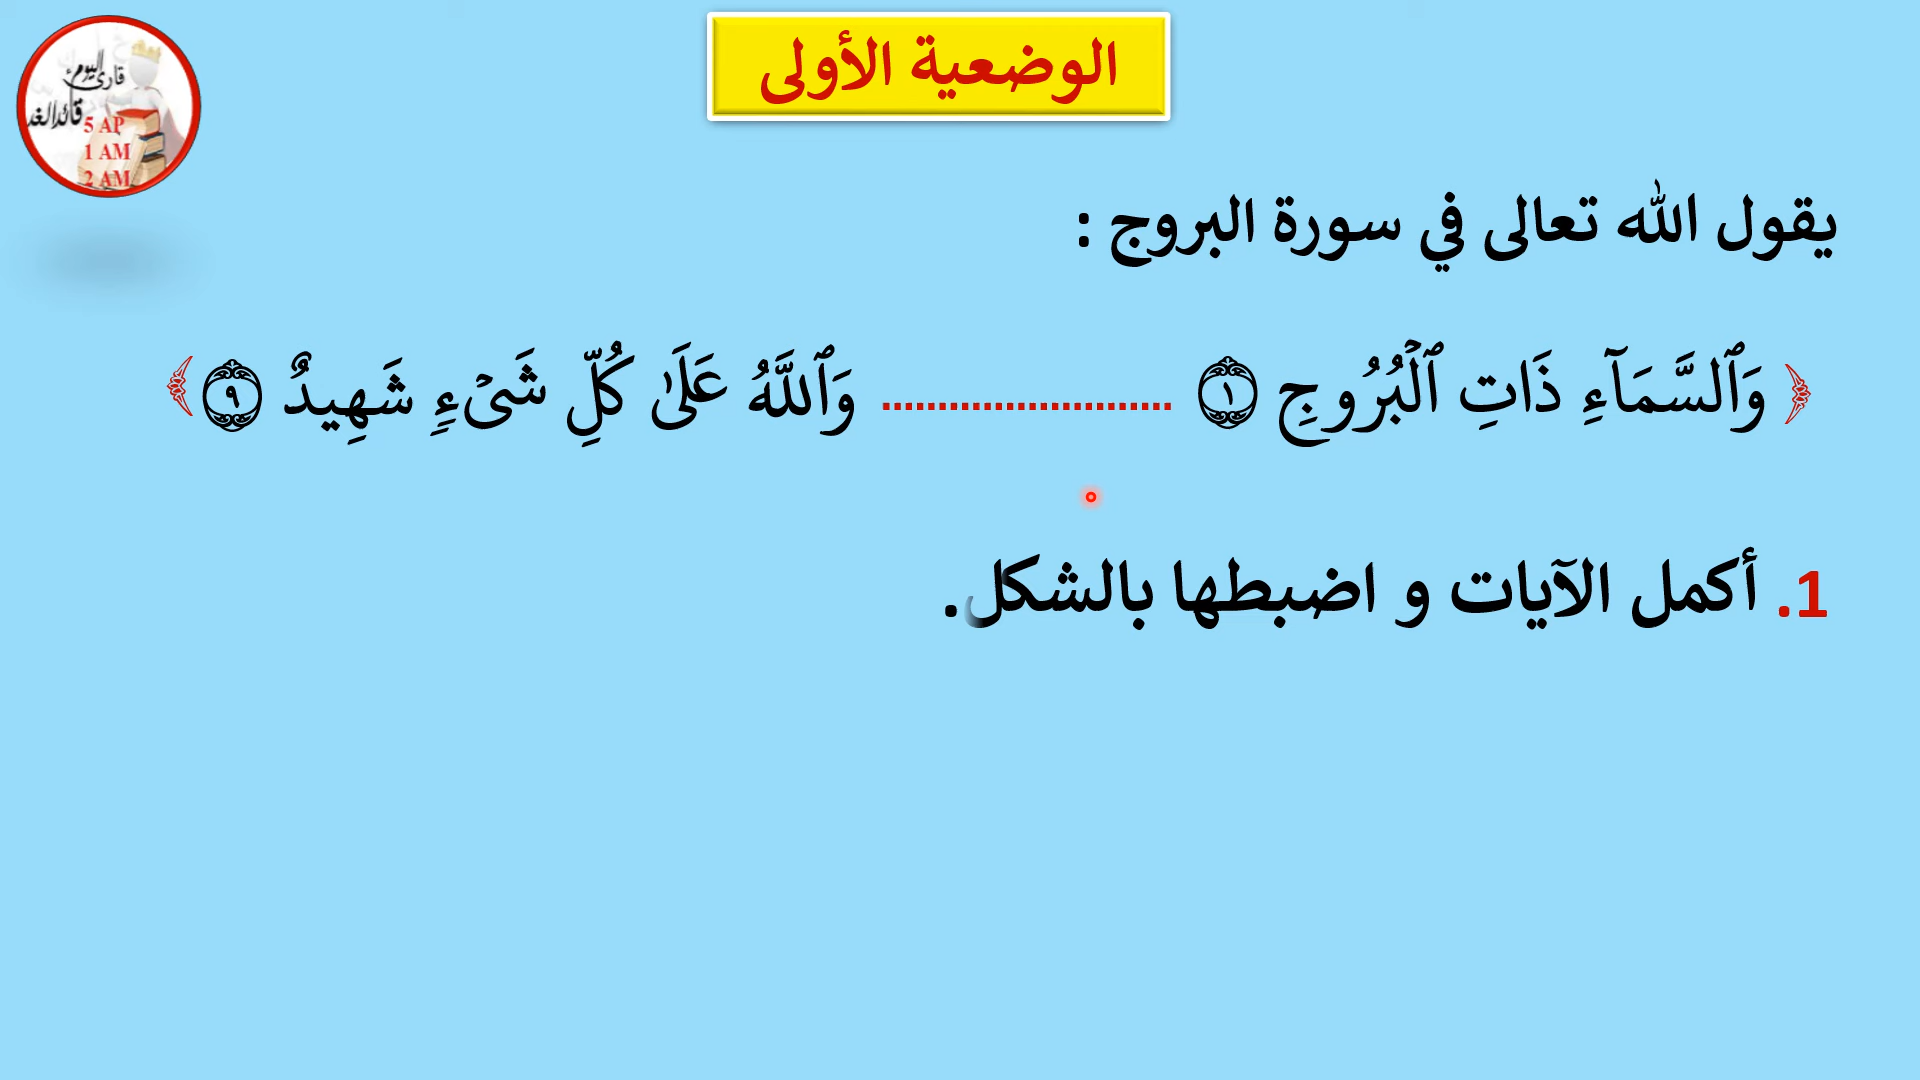 الوضعية الأولى
قارئ اليوم
قائد الغد
5 AP
1 AM
2 AM
يقول الله تعالى في سورة البروج :
﴿ وَٱلسَّمَآءِ ذَاتِ ٱلْبُرُوجِ ١ .......................... وَٱللَّهُ عَلَىٰ كُلِّ شَىْءٍ شَهِيدٌ ٩ ﴾
1. أكمل الآيات و اضبطها بالشكل.